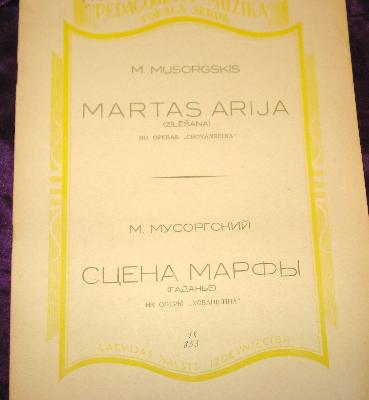 PEDAGOĢISKĀ MŪZIKA
VOKĀLĀ SERIJA
M. MUSORGSKIS
MARTAS ARIJA
(ZĪLĒŠANA)
NO OPERAS „CHOVANŠČINA"
М. МУСОРГСКИЙ
СЦЕНА МАРФЫ
(ГАДАНЬЕ)
ИЗ ОПЕРЫ „ХОВАНЩИНА"
853
LATVIJAS VALSTS IZDEVNIECĪBA